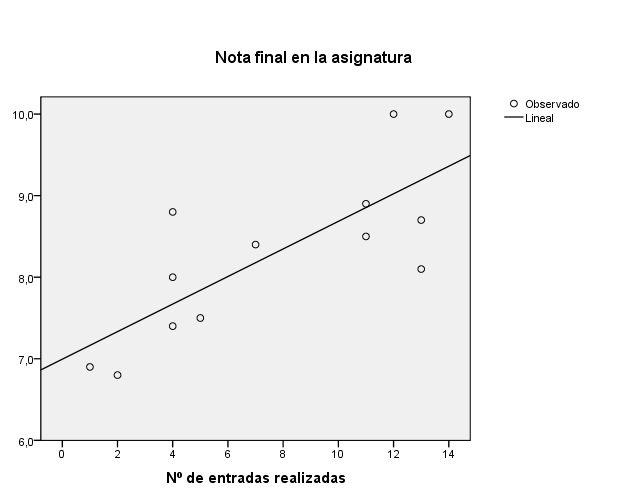 Nota final en la asignatura
Observado
Lineal
10,0
9,0
8,0
7,0
6,0
0 2 4 6 8 10 12 14
Nº de entradas realizadas